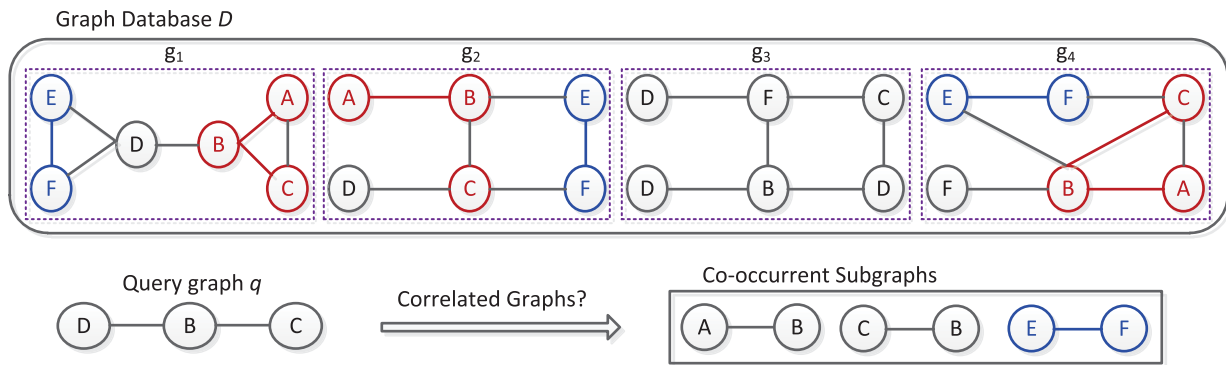 Graph Database D
g1 g2 g3 g4
E A A B E D F C E F C
D B
F C D C F D B D F B A
Query graph q
Correlated Graphs?
Co-occurrent Subgraphs
D B C
A B C B E F